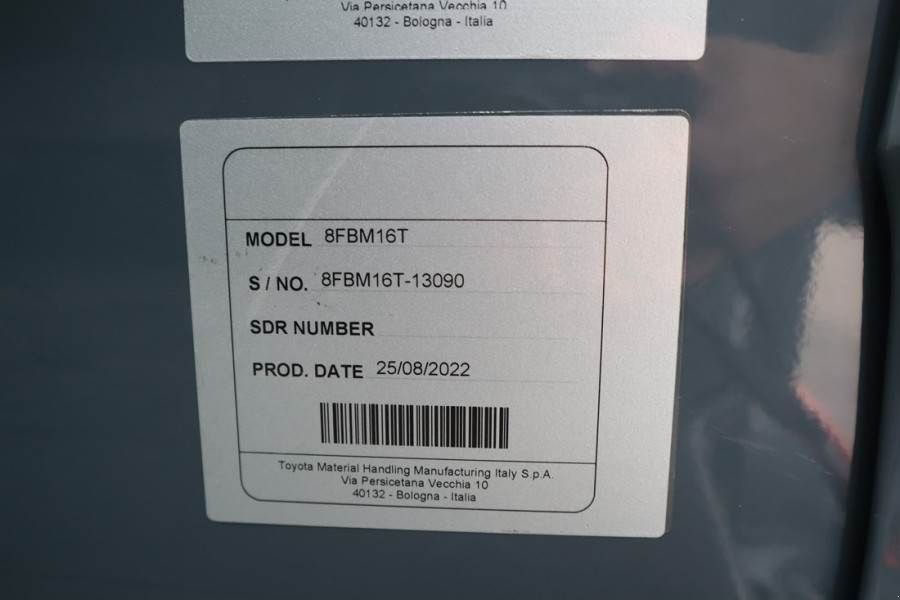 Via Persicetana Vecchia 10
40132 - Bologna - Italia
MODEL 8FBM16T
S / NO. 8FBM16T-13090
SDR NUMBER
PROD. DATE 25/08/2022
Toyota Material Handling Manufacturing Italy S.p.A.
Via Persicetana Vecchia 10
40132 - Bologna - Italia